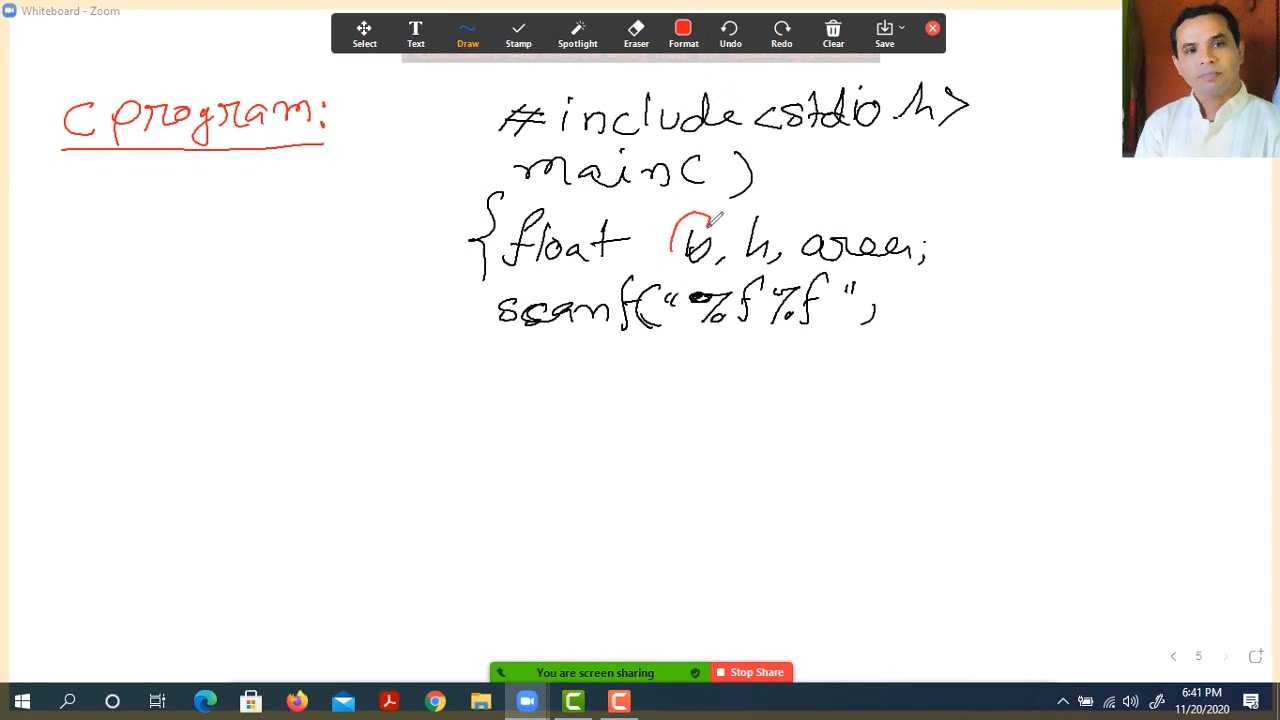 Whiteboard - Zoom
Select Text Draw Stamp Spotlight Eraser Format Undo Redo Clear Save
C program:
#include <stdio.h>
main( )
{ float b, h, area;
scanf("%f %f",
5
You are screen sharing Stop Share
6:41 PM
11/20/2020